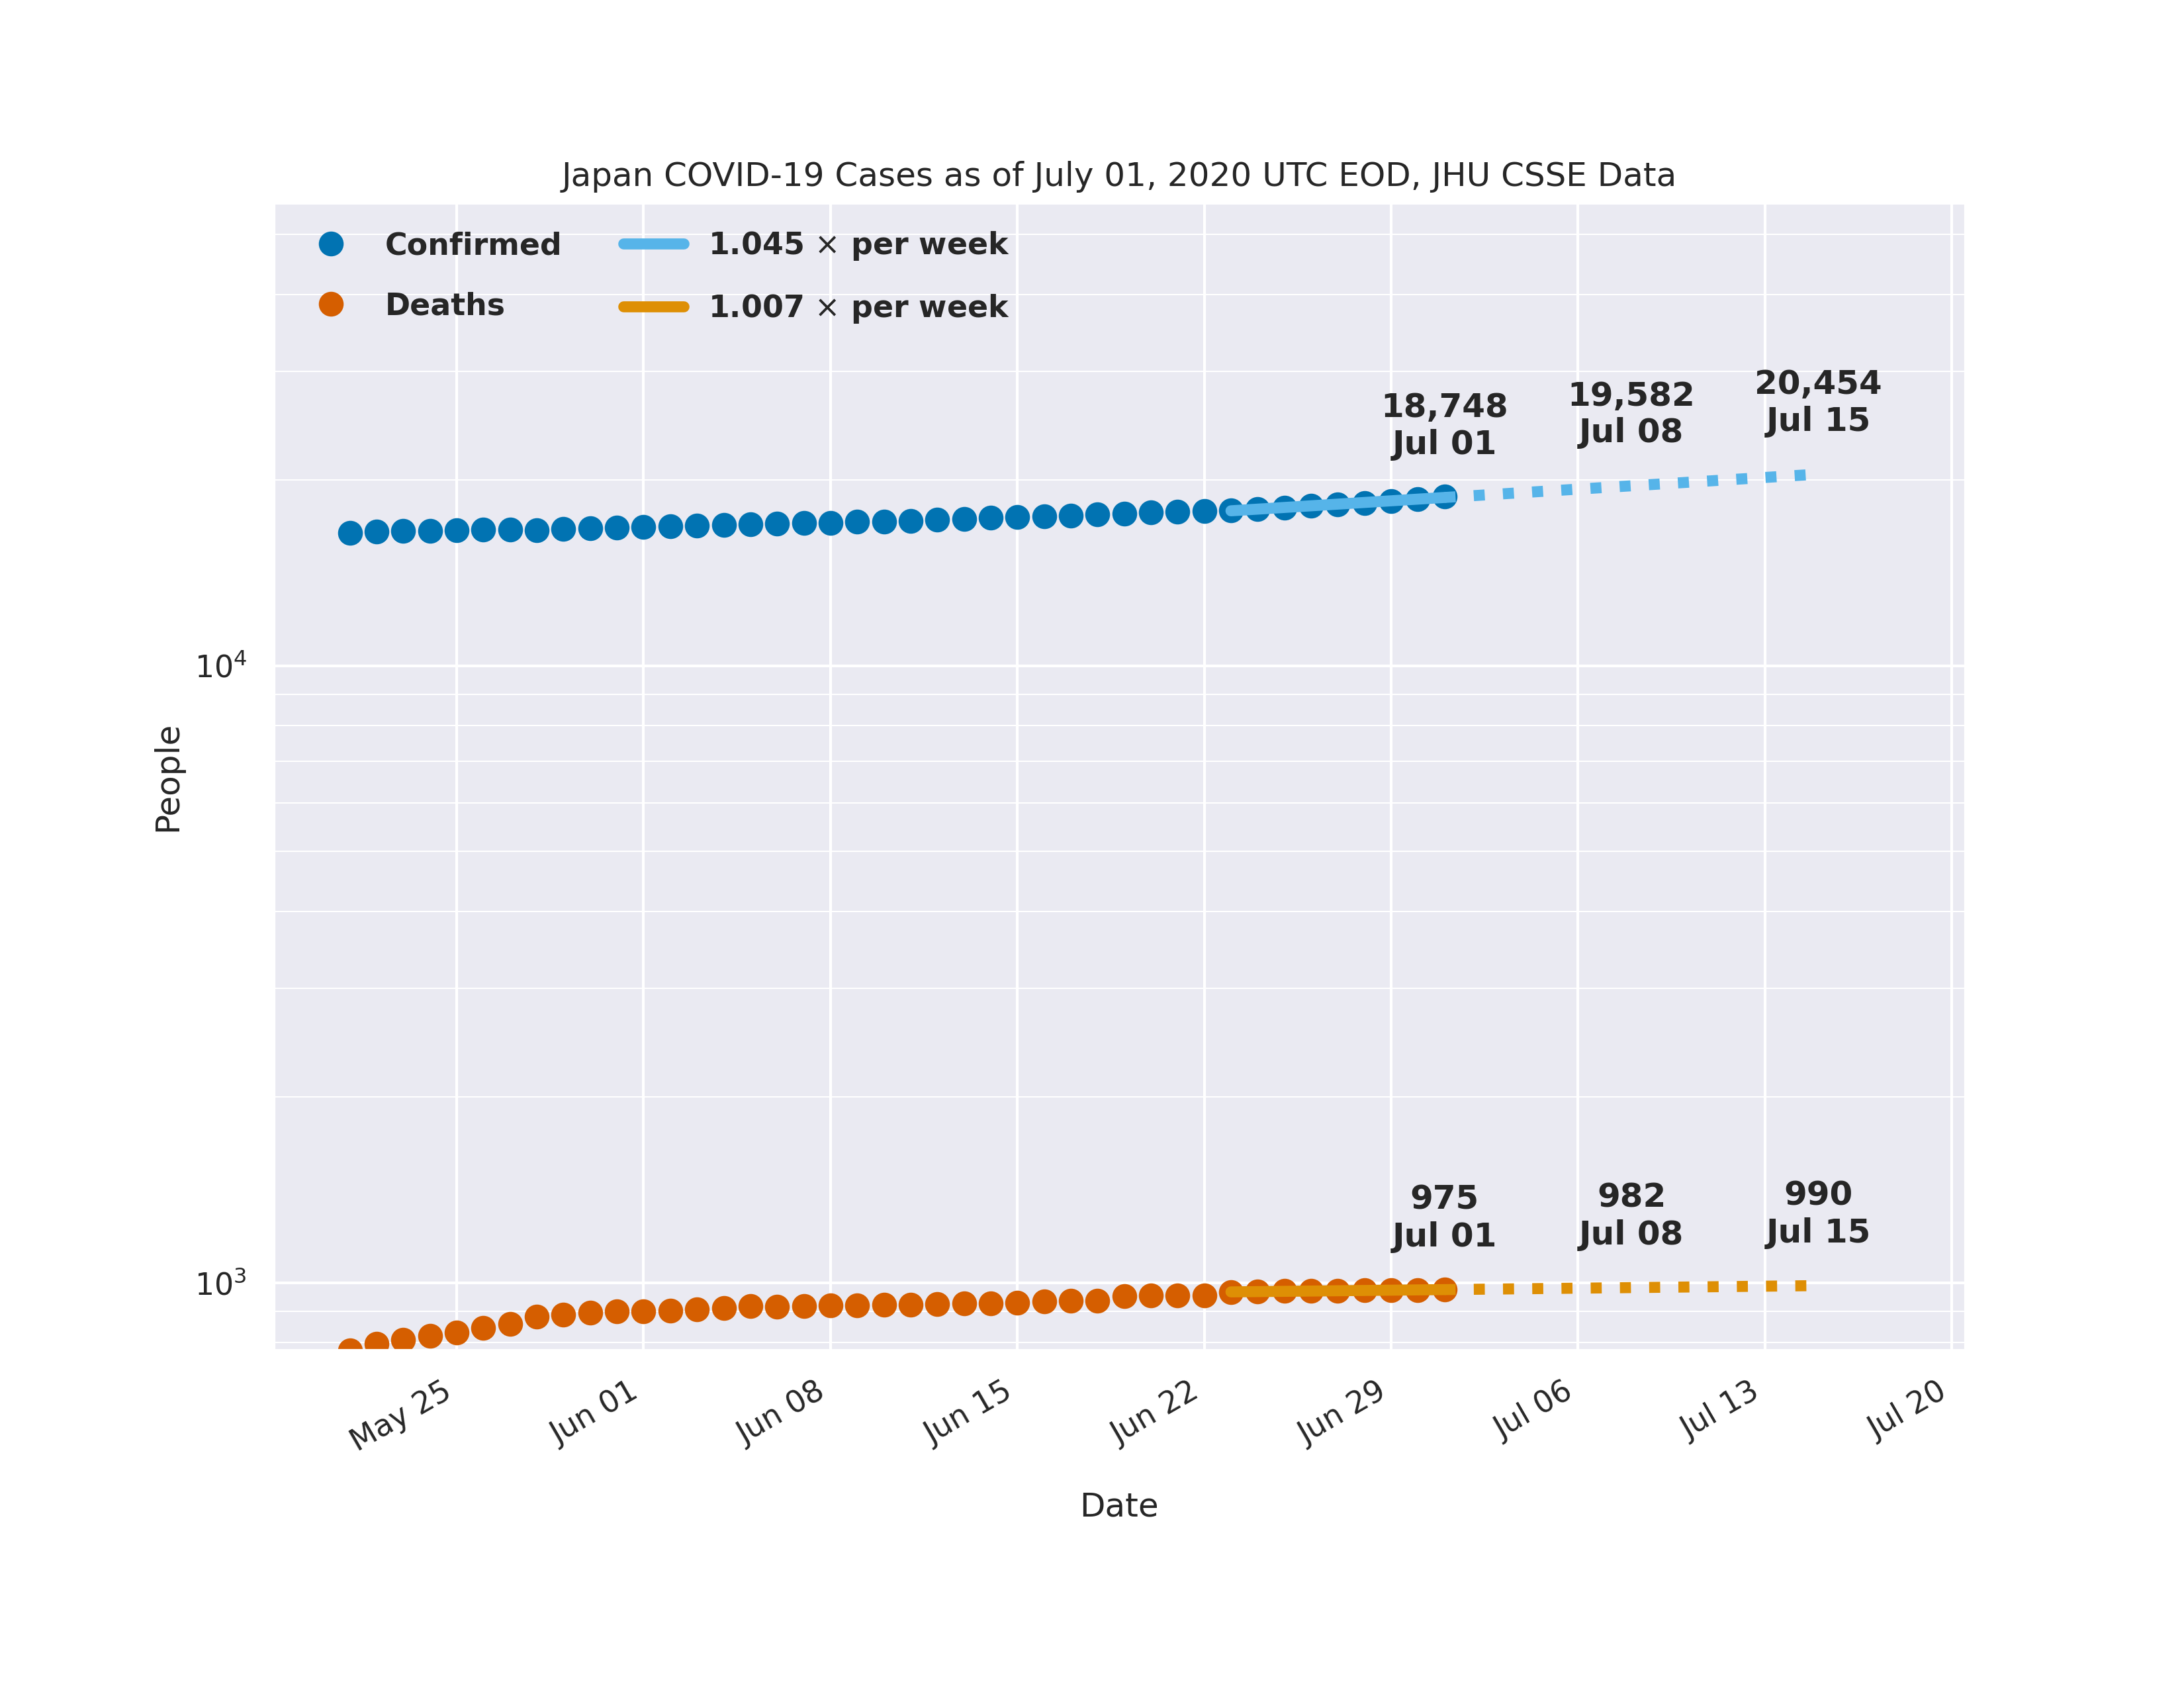 Japan COVID-19 Cases as of July 01, 2020 UTC EOD, JHU CSSE Data
Confirmed
Deaths
1.045 × per week
1.007 × per week
18,748
Jul 01
19,582
Jul 08
20,454
Jul 15
10⁴
People
975
Jul 01
982
Jul 08
990
Jul 15
10³
May 25
Jun 01
Jun 08
Jun 15
Jun 22
Jun 29
Jul 06
Jul 13
Jul 20
Date